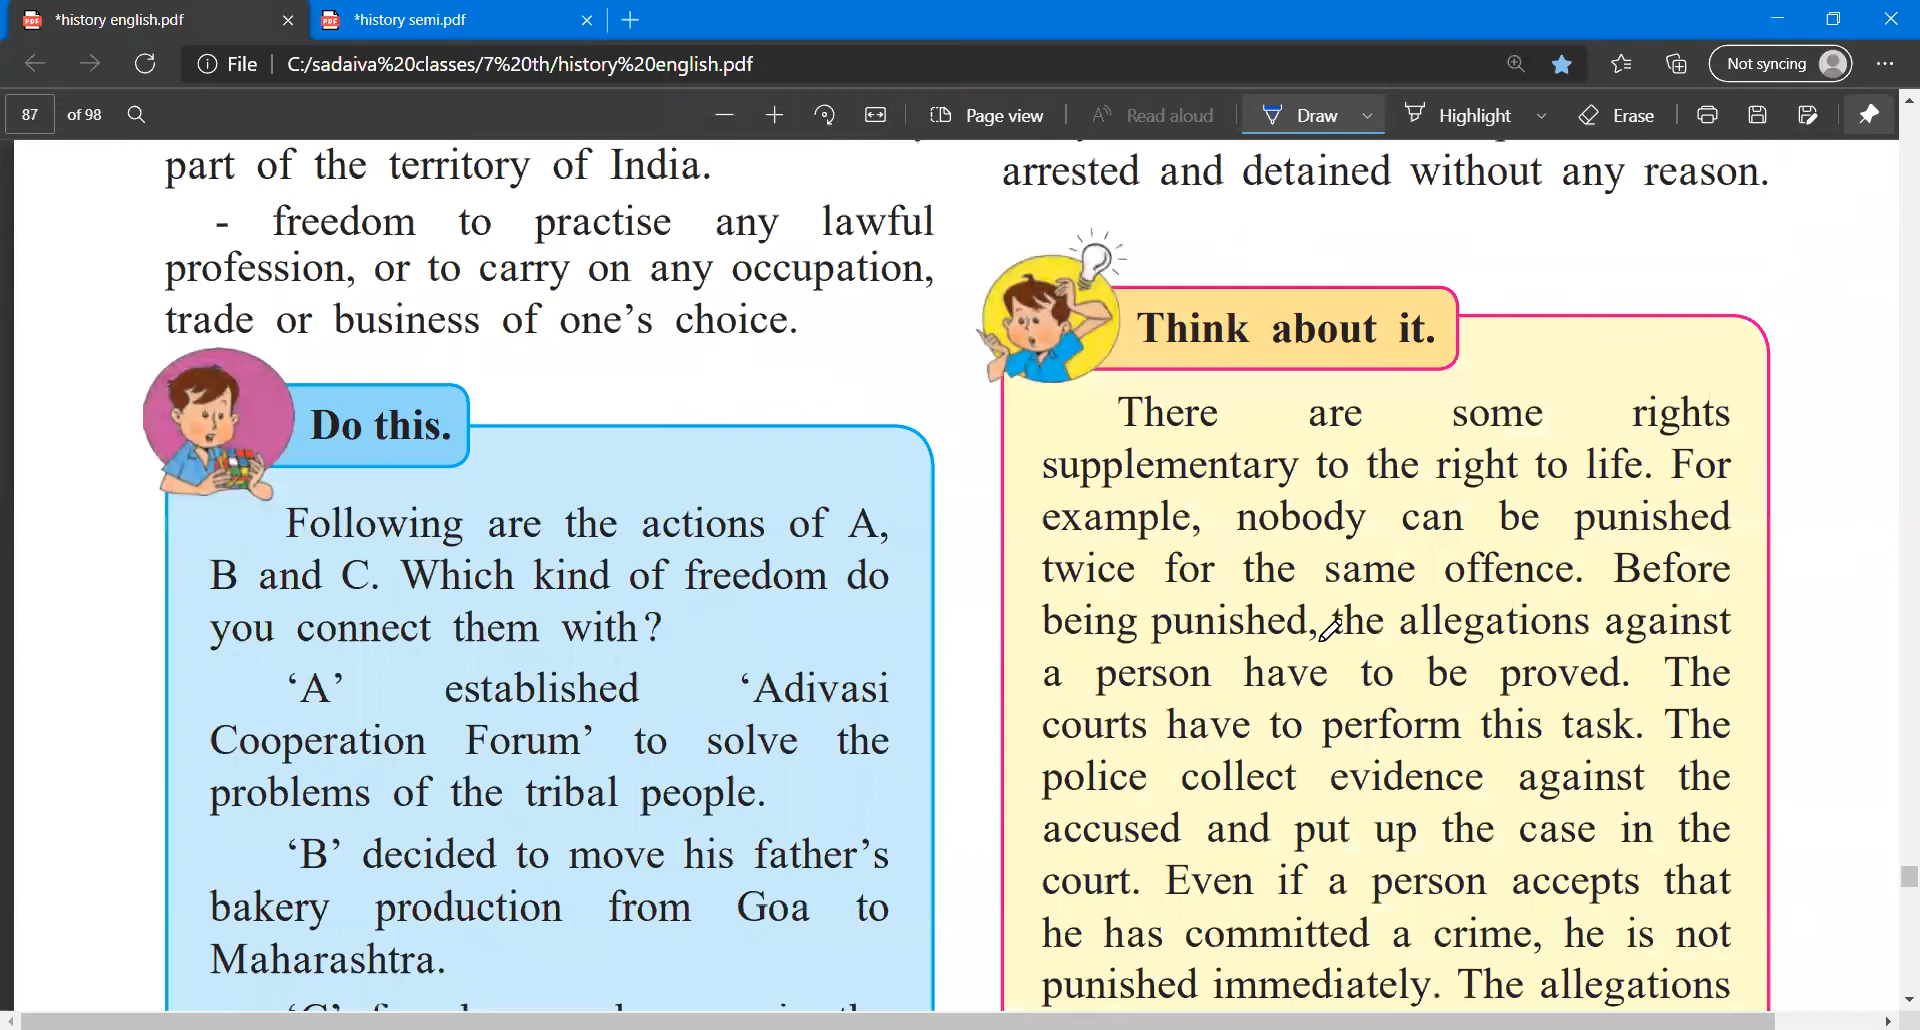 *history english.pdf
*history semi.pdf
File
C:/sadaiva%20classes/7%20th/history%20english.pdf
Not syncing
87
of 98
Page view
Read aloud
Draw
Highlight
Erase
part of the territory of India.
- freedom to practise any lawful
profession, or to carry on any occupation,
trade or business of one’s choice.
Do this.
Following are the actions of A,
B and C. Which kind of freedom do
you connect them with?
‘A’ established ‘Adivasi
Cooperation Forum’ to solve the
problems of the tribal people.
‘B’ decided to move his father’s
bakery production from Goa to
Maharashtra.
arrested and detained without any reason.
Think about it.
There are some rights
supplementary to the right to life. For
example, nobody can be punished
twice for the same offence. Before
being punished, the allegations against
a person have to be proved. The
courts have to perform this task. The
police collect evidence against the
accused and put up the case in the
court. Even if a person accepts that
he has committed a crime, he is not
punished immediately. The allegations